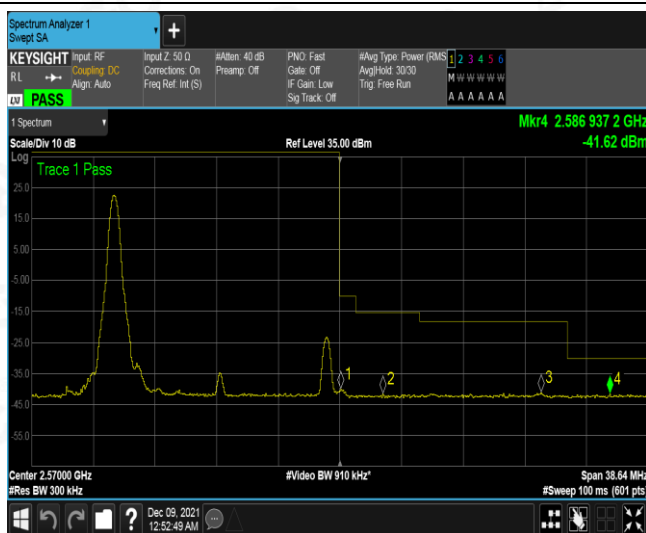 Spectrum Analyzer 1
Swept SA
+
KEYSIGHT Input: RF Input Z: 50 Ω #Atten: 40 dB PNO: Fast #Avg Type: Power (RMS 1 2 3 4 5 6
RL Coupling: DC Corrections: On Preamp: Off Gate: Off Avg|Hold: 30/30 M W W W W W
Align: Auto Freq Ref: Int (S) IF Gain: Low Trig: Free Run
LXI PASS Sig Track: Off A A A A A A
1 Spectrum Mkr4 2.586 937 2 GHz
Scale/Div 10 dB Ref Level 35.00 dBm -41.62 dBm
Log
Trace 1 Pass
25.0
15.0
5.00
-5.00
-15.0
-25.0
-35.0
1 2 3 4
-45.0
-55.0
Center 2.57000 GHz #Video BW 910 kHz* Span 38.64 MHz
#Res BW 300 kHz #Sweep 100 ms (601 pts)
? Dec 09, 2021
12:52:49 AM